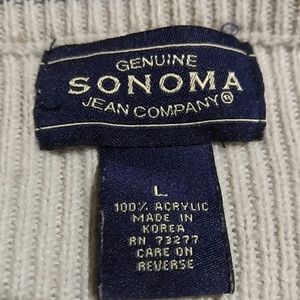 GENUINE
SONOMA
JEAN COMPANY®
L
100% ACRYLIC
MADE IN
KOREA
RN 73277
CARE ON
REVERSE